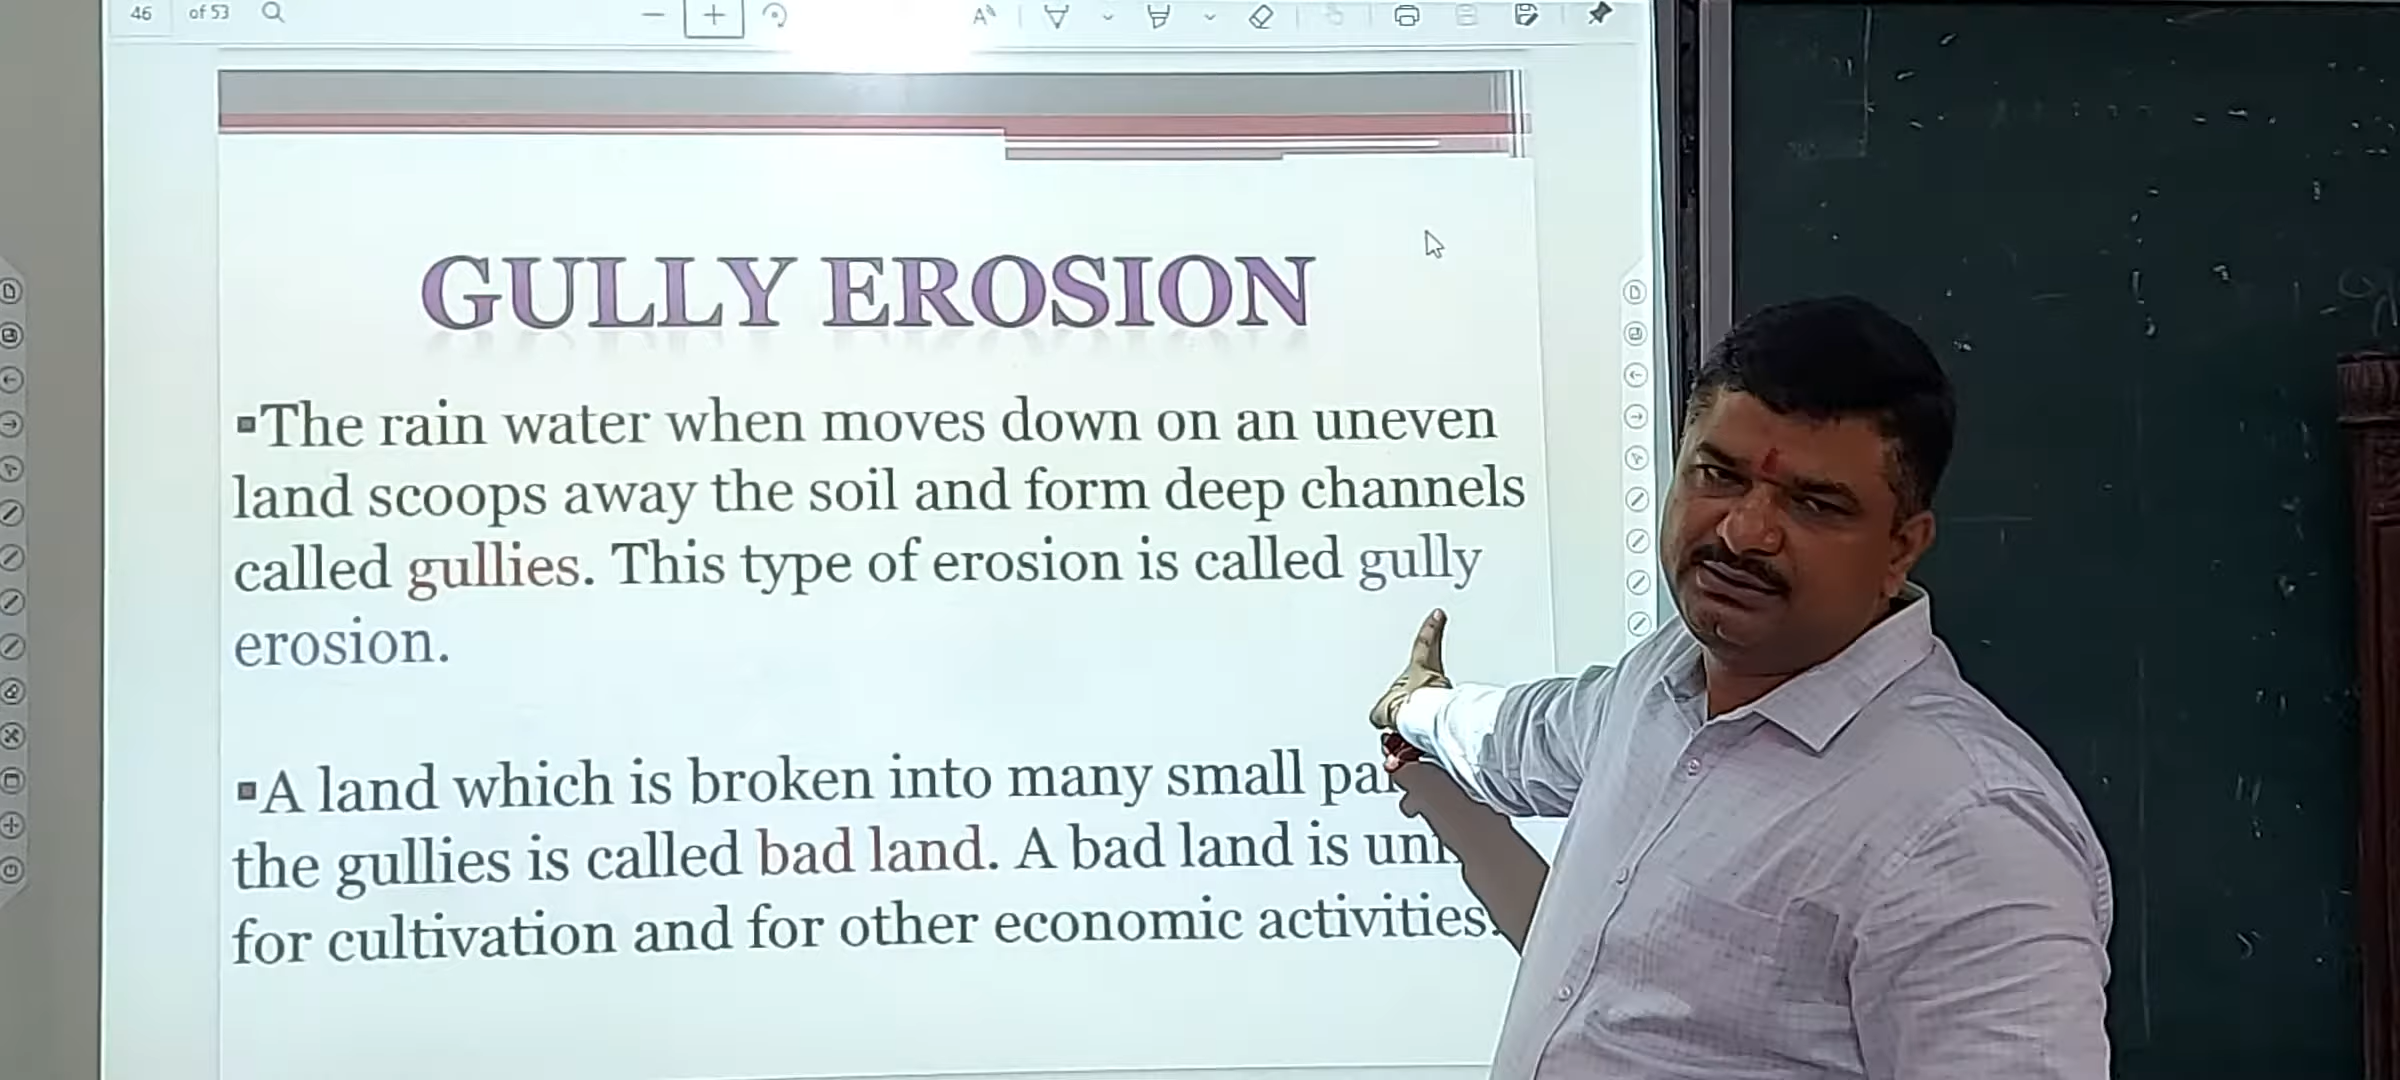 46 of 53
GULLY EROSION
▪The rain water when moves down on an uneven
land scoops away the soil and form deep channels
called gullies. This type of erosion is called gully
erosion.
▪A land which is broken into many small
the gullies is called bad land. A bad land is
for cultivation and for other economic activities.